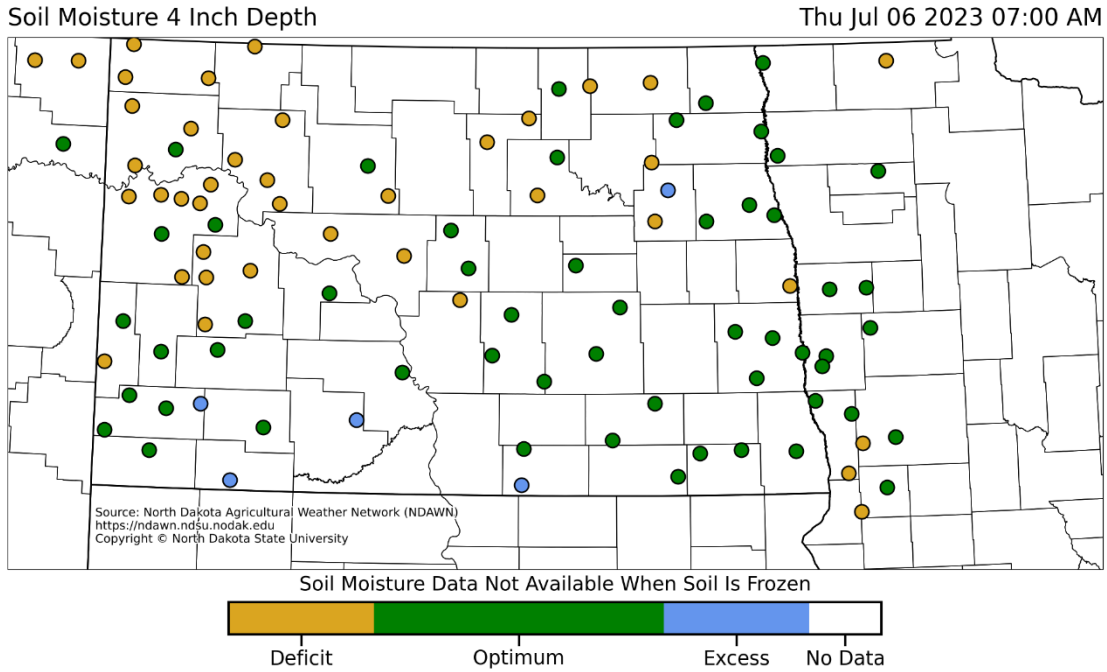 Soil Moisture 4 Inch Depth
Thu Jul 06 2023 07:00 AM
Source: North Dakota Agricultural Weather Network (NDAWN)
https://ndawn.ndsu.nodak.edu
Copyright © North Dakota State University
Soil Moisture Data Not Available When Soil Is Frozen
Deficit
Optimum
Excess
No Data